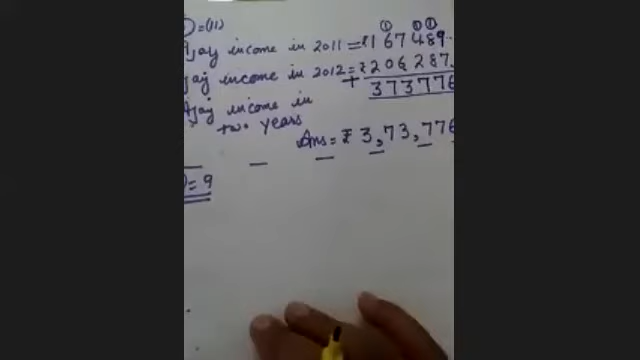 =(11)
Ajay income in 2011 = ₹167489
Ajay income in 2012 = ₹206287
Ajay income in + 373776
two years
Ans = ₹ 3,73,776
= 9